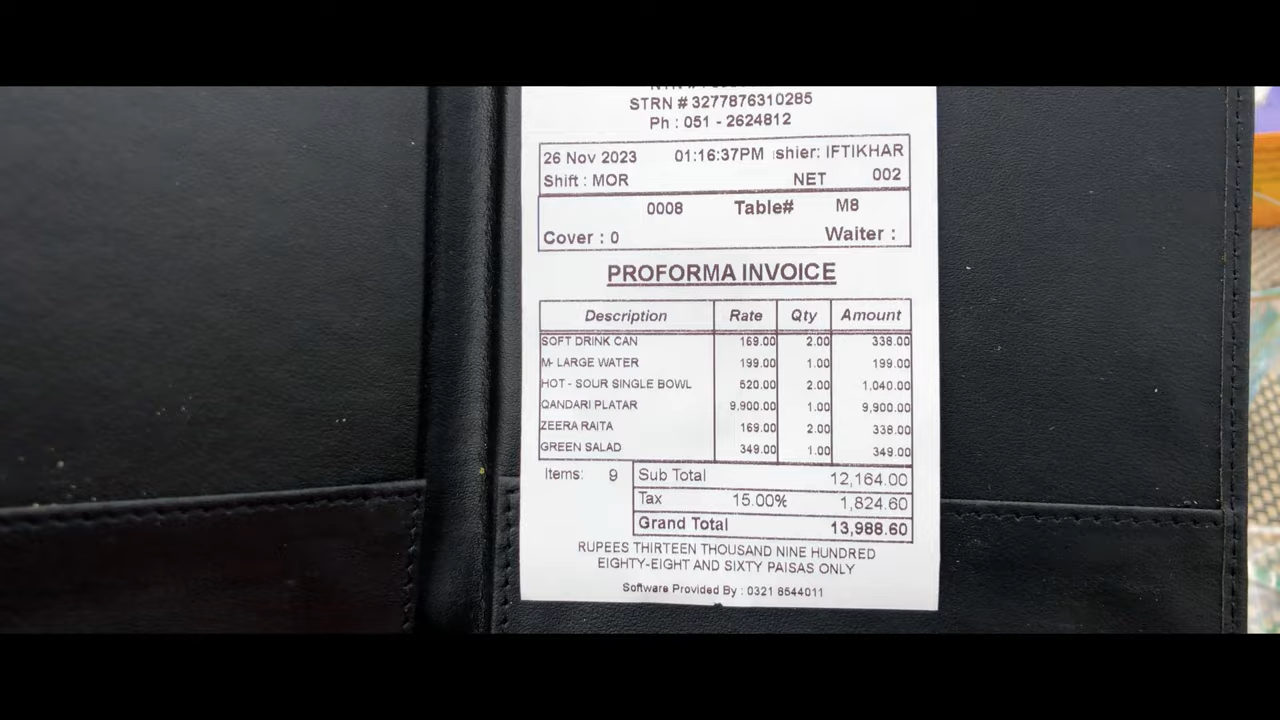 STRN # 3277876310285
Ph : 051 - 2624812
26 Nov 2023 01:16:37PM shier: IFTIKHAR
Shift : MOR NET 002
0008 Table# M8
Cover : 0 Waiter :
PROFORMA INVOICE
Description Rate Qty Amount
SOFT DRINK CAN 169.00 2.00 338.00
M- LARGE WATER 199.00 1.00 199.00
HOT - SOUR SINGLE BOWL 520.00 2.00 1,040.00
QANDARI PLATAR 9,900.00 1.00 9,900.00
ZEERA RAITA 169.00 2.00 338.00
GREEN SALAD 349.00 1.00 349.00
Items: 9 Sub Total 12,164.00
Tax 15.00% 1,824.60
Grand Total 13,988.60
RUPEES THIRTEEN THOUSAND NINE HUNDRED
EIGHTY-EIGHT AND SIXTY PAISAS ONLY
Software Provided By : 0321 8544011